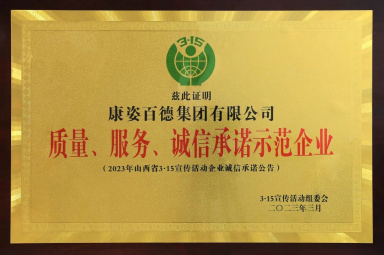 3·15
兹此证明
康姿百德集团有限公司
质量、服务、诚信承诺示范企业
(2023年山西省3·15宣传活动企业诚信承诺公告)
3·15宣传活动组委会
二〇二三年三月